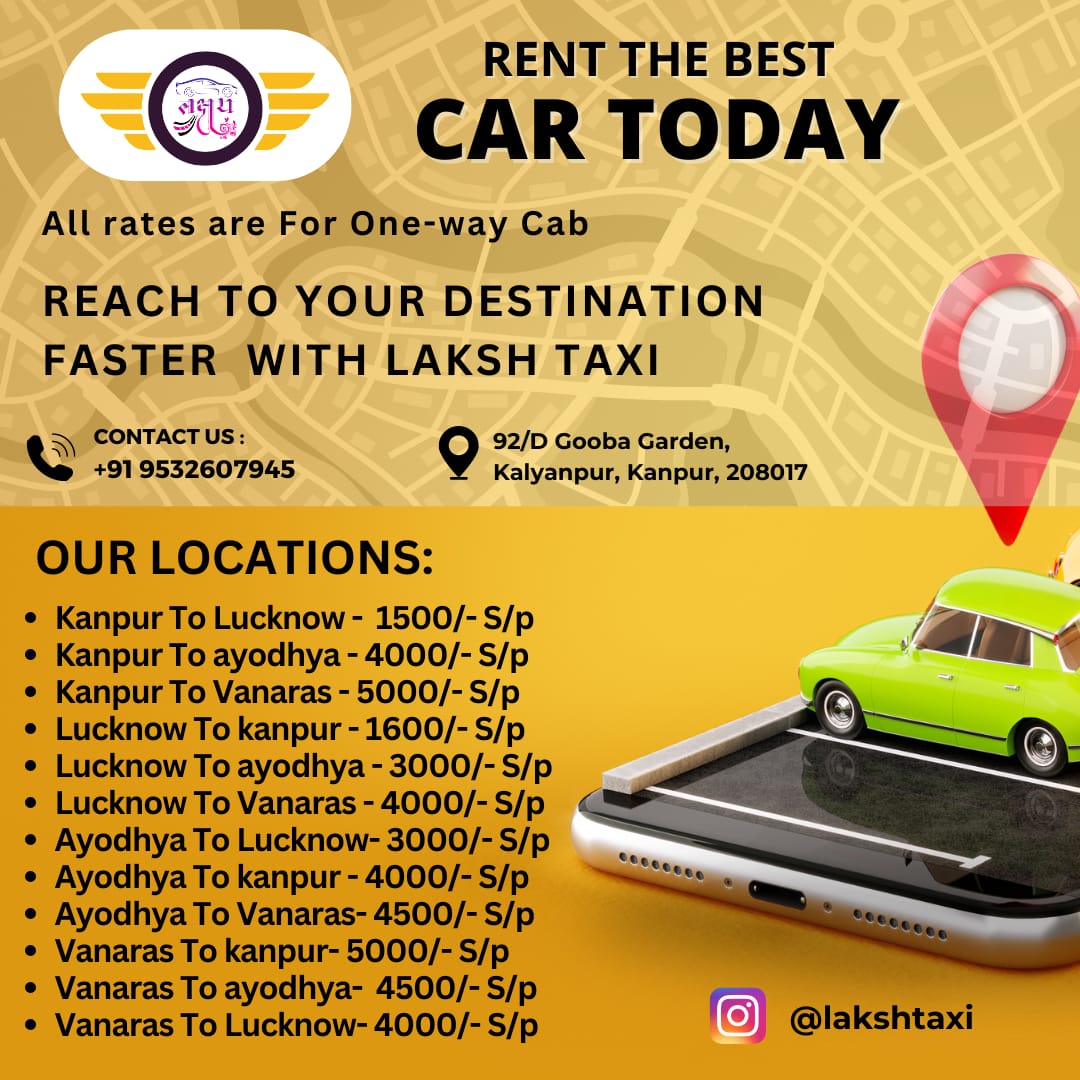 लक्ष्य
RENT THE BEST
CAR TODAY
All rates are For One-way Cab
REACH TO YOUR DESTINATION
FASTER WITH LAKSH TAXI
CONTACT US :
+91 9532607945
92/D Gooba Garden,
Kalyanpur, Kanpur, 208017
OUR LOCATIONS:
• Kanpur To Lucknow - 1500/- S/p
• Kanpur To ayodhya - 4000/- S/p
• Kanpur To Vanaras - 5000/- S/p
• Lucknow To kanpur - 1600/- S/p
• Lucknow To ayodhya - 3000/- S/p
• Lucknow To Vanaras - 4000/- S/p
• Ayodhya To Lucknow- 3000/- S/p
• Ayodhya To kanpur - 4000/- S/p
• Ayodhya To Vanaras- 4500/- S/p
• Vanaras To kanpur- 5000/- S/p
• Vanaras To ayodhya- 4500/- S/p
• Vanaras To Lucknow- 4000/- S/p
@lakshtaxi